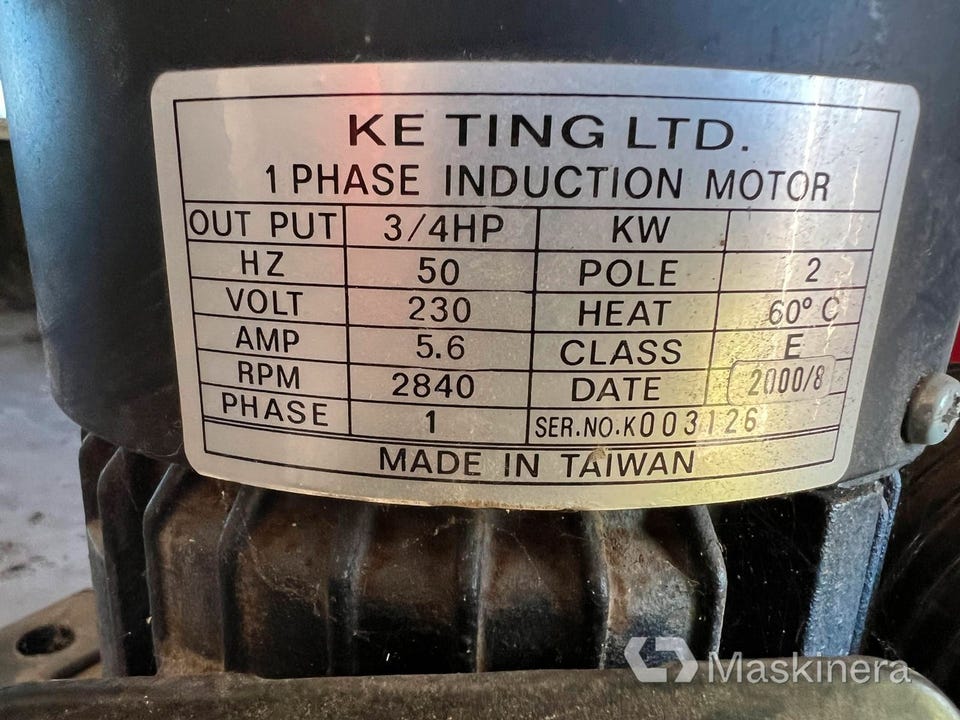 KE TING LTD.
1 PHASE INDUCTION MOTOR
OUT PUT 3/4HP KW
HZ 50 POLE 2
VOLT 230 HEAT 60° C
AMP 5.6 CLASS E
RPM 2840 DATE 2000/8
PHASE 1 SER.NO.K003126
MADE IN TAIWAN
Maskinera